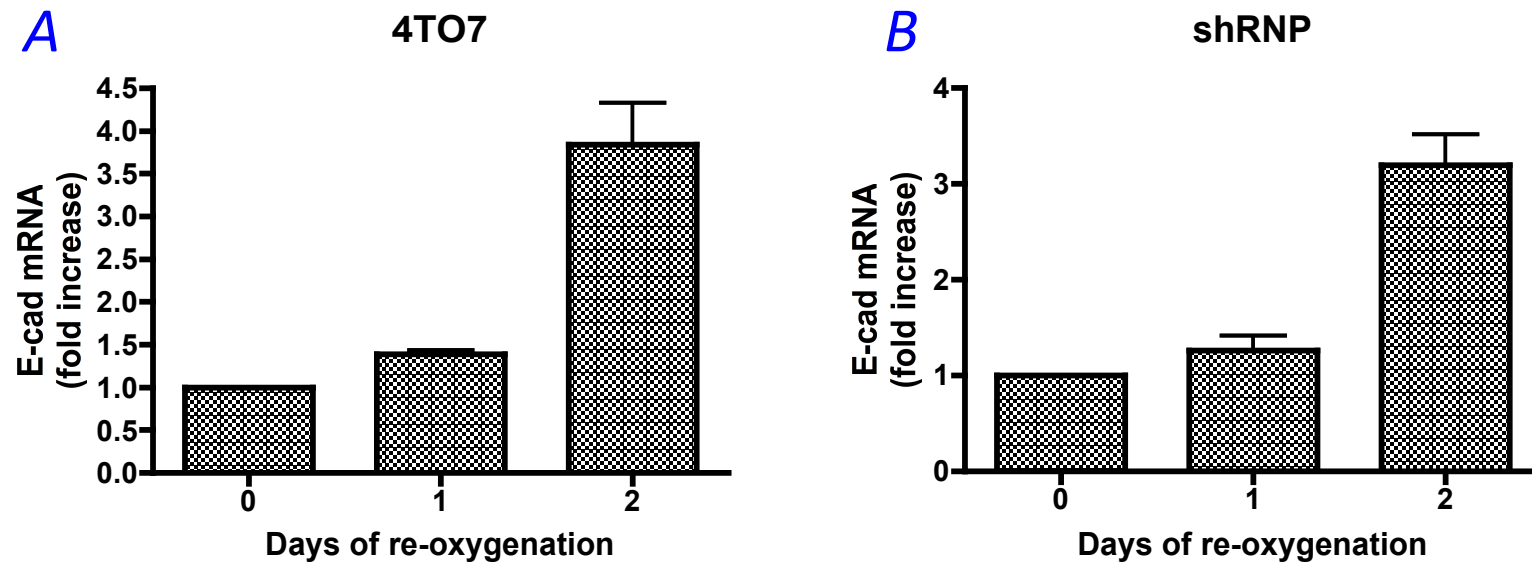 A
4TO7
E-cad mRNA
(fold increase)
4.5
4.0
3.5
3.0
2.5
2.0
1.5
1.0
0.5
0.0
0 1 2
Days of re-oxygenation
B
shRNP
E-cad mRNA
(fold increase)
4
3
2
1
0
0 1 2
Days of re-oxygenation